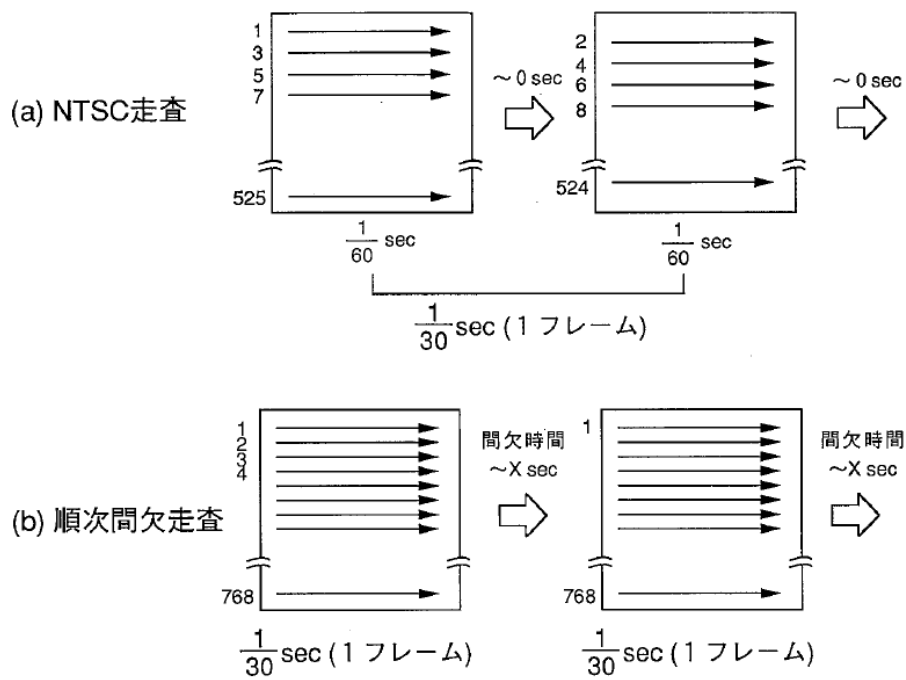 (a) NTSC走査
1
3
5
7
525
1/60 sec
~0 sec
2
4
6
8
524
1/60 sec
~0 sec
1/30 sec (1フレーム)
(b) 順次間欠走査
1
2
3
4
768
1/30 sec (1フレーム)
間欠時間
~X sec
1
768
1/30 sec (1フレーム)
間欠時間
~X sec